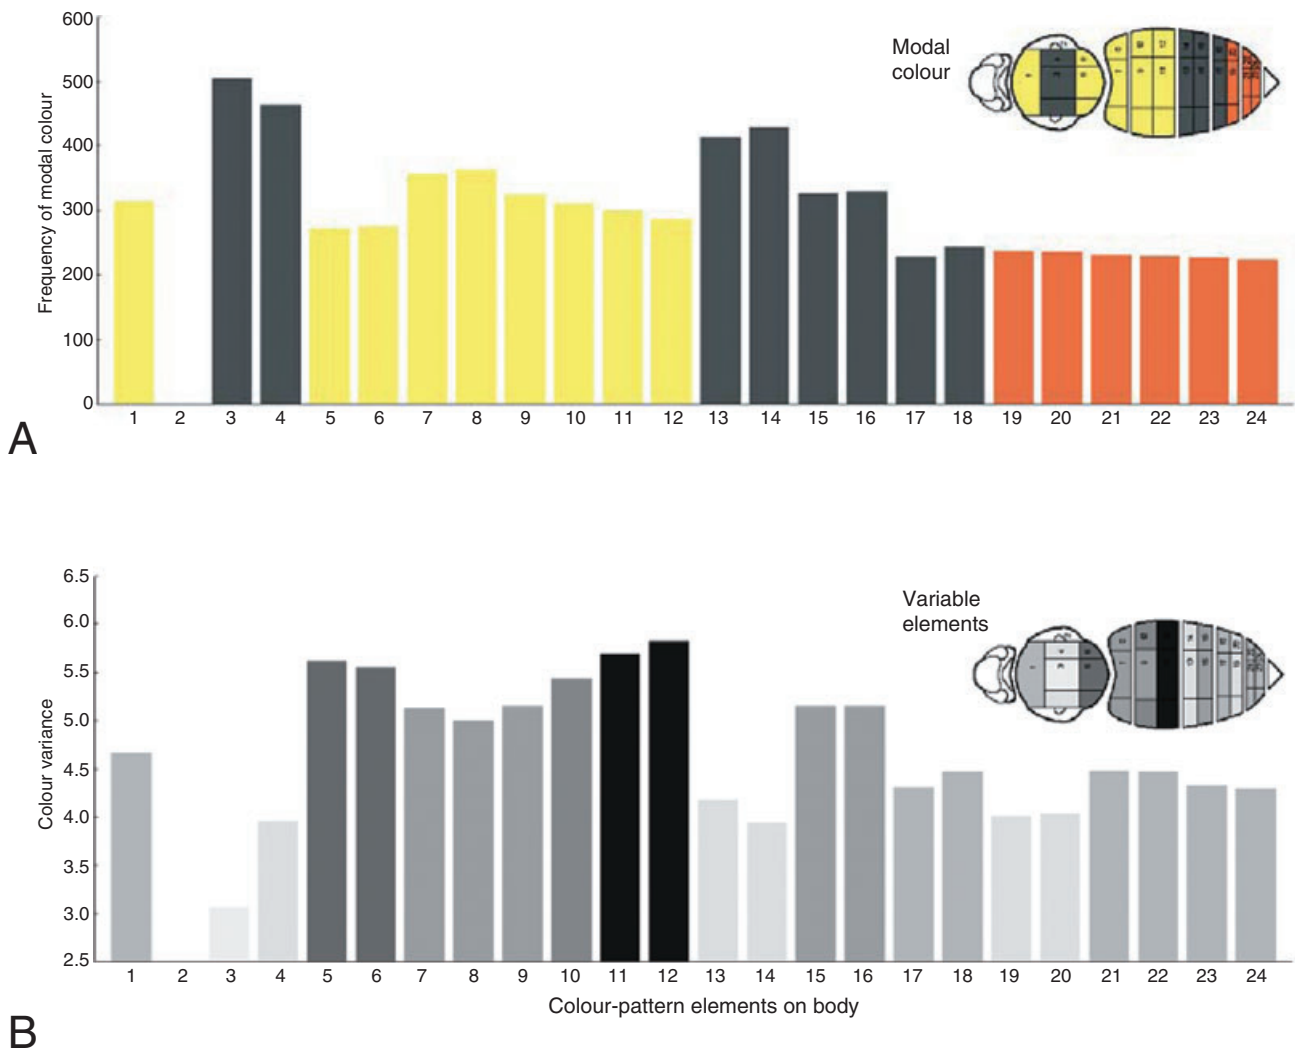 600
500
400
300
200
100
0
Frequency of modal colour
Modal
colour
1 2 3 4 5 6 7 8 9 10 11 12 13 14 15 16 17 18 19 20 21 22 23 24
A
6.5
6.0
5.5
5.0
4.5
4.0
3.5
3.0
2.5
Colour variance
Variable
elements
1 2 3 4 5 6 7 8 9 10 11 12 13 14 15 16 17 18 19 20 21 22 23 24
Colour-pattern elements on body
B